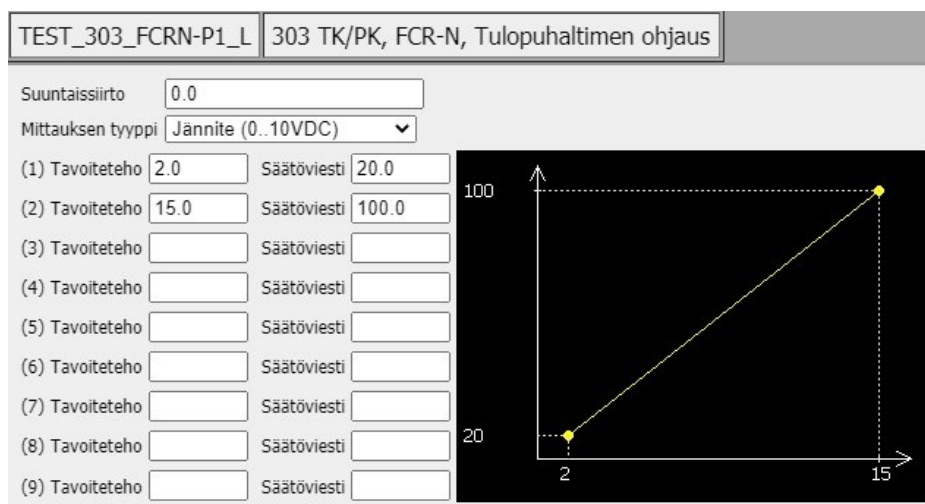 TEST_303_FCRN-P1_L 303 TK/PK, FCR-N, Tulopuhaltimen ohjaus
Suuntaissiirto 0.0
Mittauksen tyyppi Jännite (0..10VDC)
(1) Tavoiteteho 2.0 Säätöviesti 20.0
(2) Tavoiteteho 15.0 Säätöviesti 100.0
(3) Tavoiteteho Säätöviesti
(4) Tavoiteteho Säätöviesti
(5) Tavoiteteho Säätöviesti
(6) Tavoiteteho Säätöviesti
(7) Tavoiteteho Säätöviesti
(8) Tavoiteteho Säätöviesti
(9) Tavoiteteho Säätöviesti
100
20
2 15